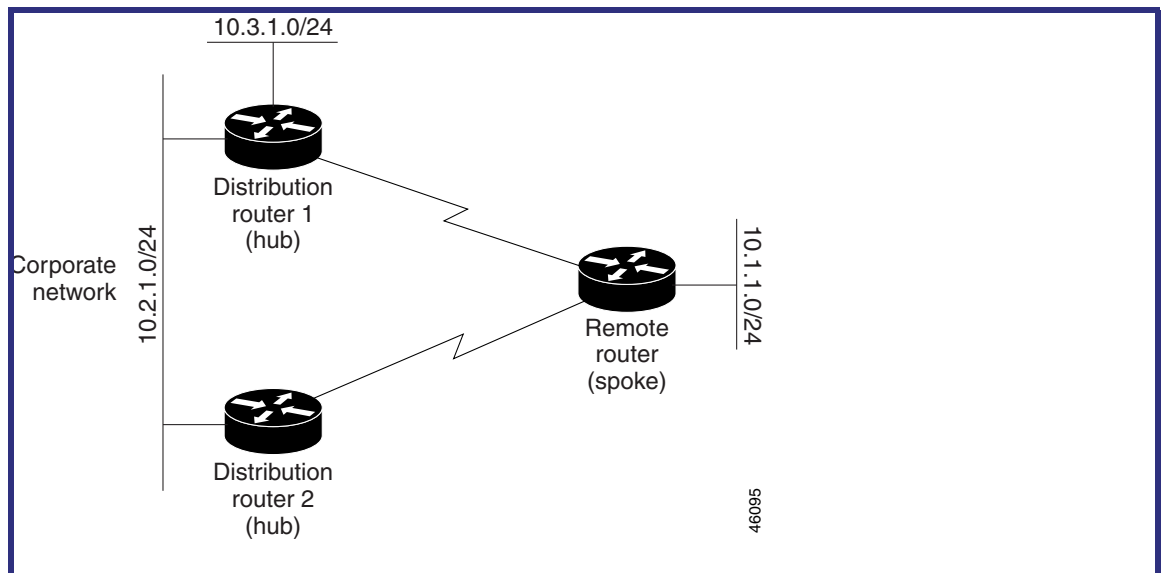 10.3.1.0/24
Distribution
router 1
(hub)
Corporate
network
10.2.1.0/24
10.1.1.0/24
Remote
router
(spoke)
Distribution
router 2
(hub)
46095